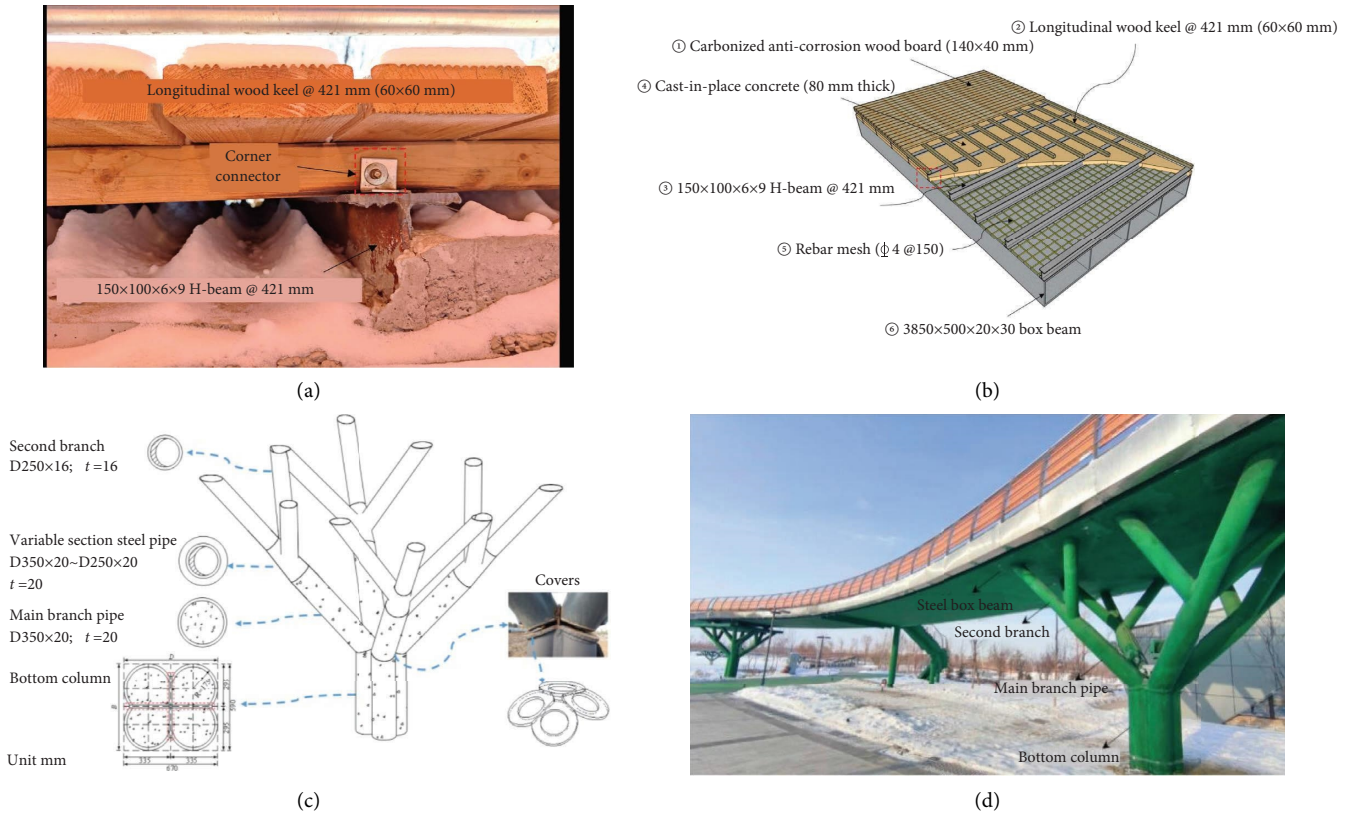 Longitudinal wood keel @ 421 mm (60×60 mm)
Corner
connector
150×100×6×9 H-beam @ 421 mm
(a)
② Longitudinal wood keel @ 421 mm (60×60 mm)
① Carbonized anti-corrosion wood board (140×40 mm)
④ Cast-in-place concrete (80 mm thick)
③ 150×100×6×9 H-beam @ 421 mm
⑤ Rebar mesh (ϕ 4 @150)
⑥ 3850×500×20×30 box beam
(b)
Second branch
D250×16; t =16
Variable section steel pipe
D350×20~D250×20
t =20
Main branch pipe
D350×20; t=20
Bottom column
D
B
295
590
335
335
670
Unit mm
Covers
(c)
Steel box beam
Second branch
Main branch pipe
Bottom column
(d)